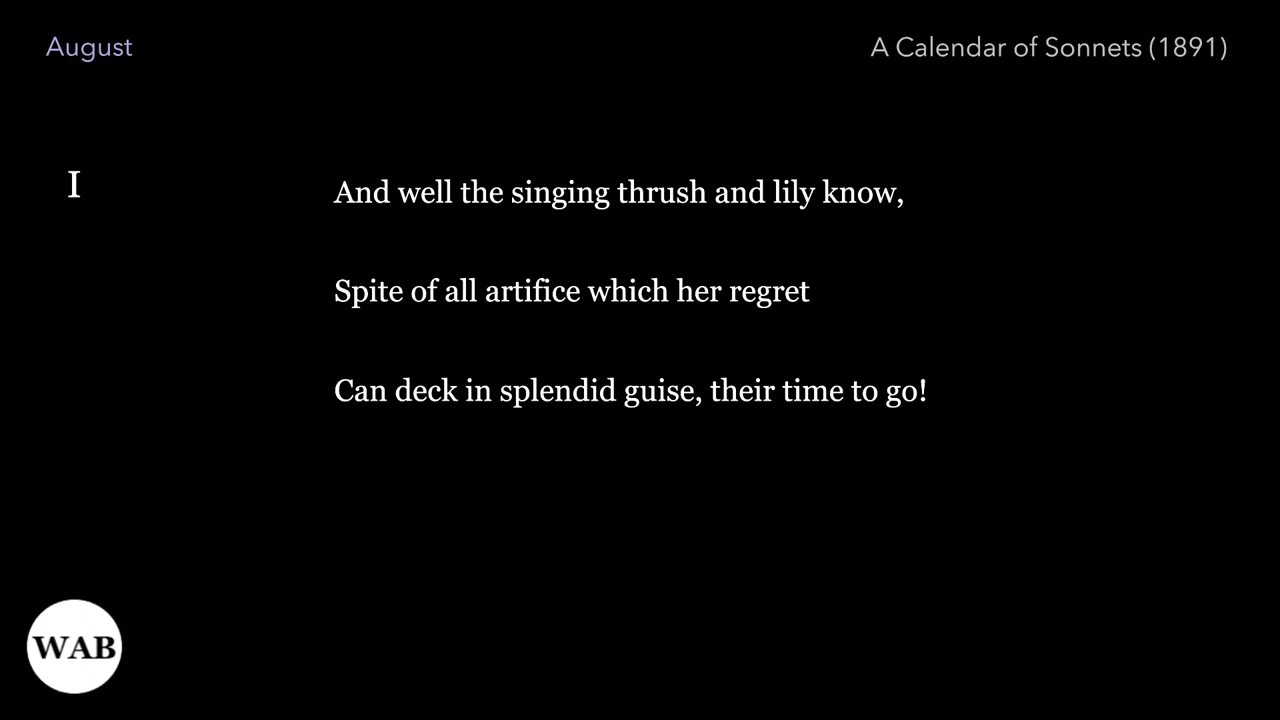 August
A Calendar of Sonnets (1891)
I
And well the singing thrush and lily know,
Spite of all artifice which her regret
Can deck in splendid guise, their time to go!
WAB